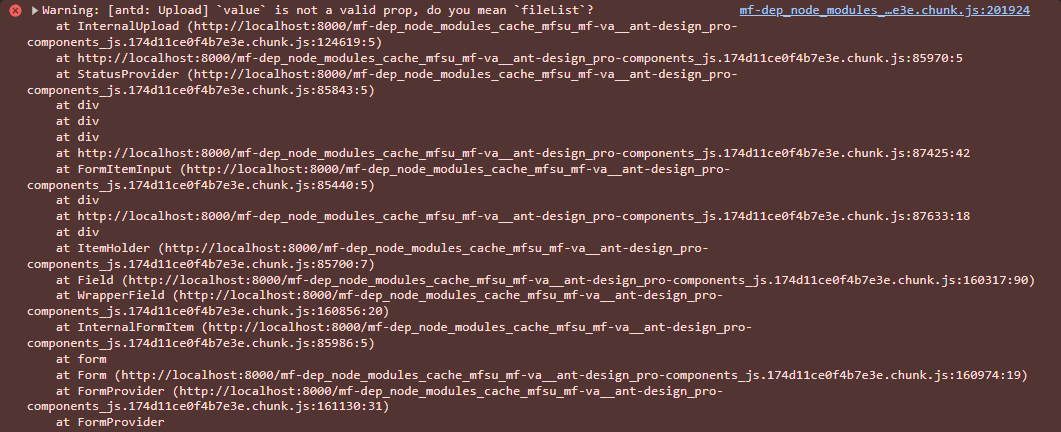 Warning: [antd: Upload] `value` is not a valid prop, do you mean `fileList`? mf-dep_node_modules_…e3e.chunk.js:201924
at InternalUpload (http://localhost:8000/mf-dep_node_modules_cache_mfsu_mf-va__ant-design_pro-
components_js.174d11ce0f4b7e3e.chunk.js:124619:5)
at http://localhost:8000/mf-dep_node_modules_cache_mfsu_mf-va__ant-design_pro-components_js.174d11ce0f4b7e3e.chunk.js:85970:5
at StatusProvider (http://localhost:8000/mf-dep_node_modules_cache_mfsu_mf-va__ant-design_pro-
components_js.174d11ce0f4b7e3e.chunk.js:85843:5)
at div
at div
at div
at http://localhost:8000/mf-dep_node_modules_cache_mfsu_mf-va__ant-design_pro-components_js.174d11ce0f4b7e3e.chunk.js:87425:42
at FormItemInput (http://localhost:8000/mf-dep_node_modules_cache_mfsu_mf-va__ant-design_pro-
components_js.174d11ce0f4b7e3e.chunk.js:85440:5)
at div
at http://localhost:8000/mf-dep_node_modules_cache_mfsu_mf-va__ant-design_pro-components_js.174d11ce0f4b7e3e.chunk.js:87633:18
at div
at ItemHolder (http://localhost:8000/mf-dep_node_modules_cache_mfsu_mf-va__ant-design_pro-
components_js.174d11ce0f4b7e3e.chunk.js:85700:7)
at Field (http://localhost:8000/mf-dep_node_modules_cache_mfsu_mf-va__ant-design_pro-components_js.174d11ce0f4b7e3e.chunk.js:160317:90)
at WrapperField (http://localhost:8000/mf-dep_node_modules_cache_mfsu_mf-va__ant-design_pro-
components_js.174d11ce0f4b7e3e.chunk.js:160856:20)
at InternalFormItem (http://localhost:8000/mf-dep_node_modules_cache_mfsu_mf-va__ant-design_pro-
components_js.174d11ce0f4b7e3e.chunk.js:85986:5)
at form
at Form (http://localhost:8000/mf-dep_node_modules_cache_mfsu_mf-va__ant-design_pro-components_js.174d11ce0f4b7e3e.chunk.js:160974:19)
at FormProvider (http://localhost:8000/mf-dep_node_modules_cache_mfsu_mf-va__ant-design_pro-
components_js.174d11ce0f4b7e3e.chunk.js:161130:31)
at FormProvider